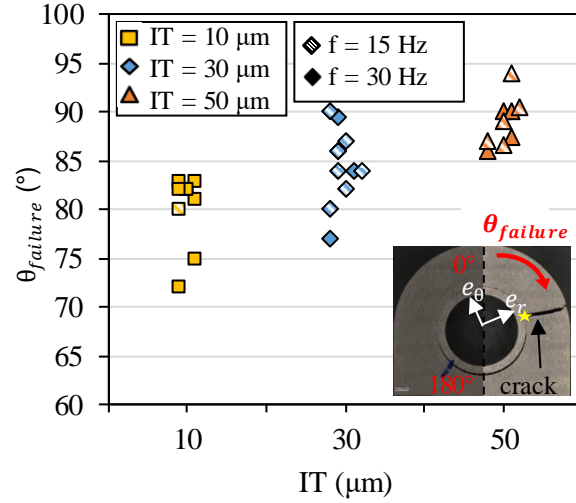 100
95
90
85
80
75
70
65
60
θfailure (°)
IT = 10 µm
IT = 30 µm
IT = 50 µm
f = 15 Hz
f = 30 Hz
θfailure
0°
eθ
er
180°
crack
10
30
50
IT (µm)